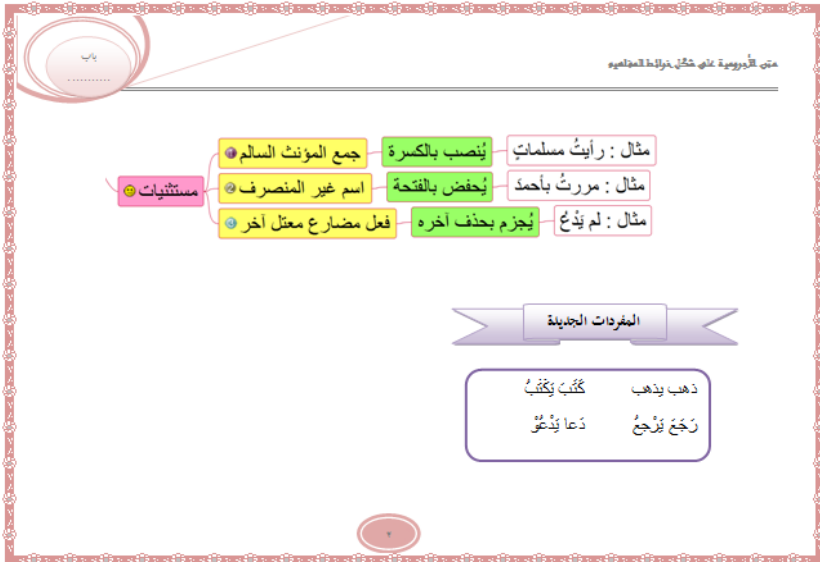 باب
...........
متن الأجرومية على شكل خرائط المفاهيم
مستثنيات
جمع المؤنث السالم يُنصب بالكسرة مثال : رأيتُ مسلماتٍ
اسم غير المنصرف يُخفض بالفتحة مثال : مررتُ بأحمدَ
فعل مضارع معتل آخر يُجزم بحذف آخره مثال : لم يَدْعُ
المفردات الجديدة
ذهب يذهب كَتَبَ يَكْتُبُ
رَجَعَ يَرْجِعُ دَعا يَدْعُوْ